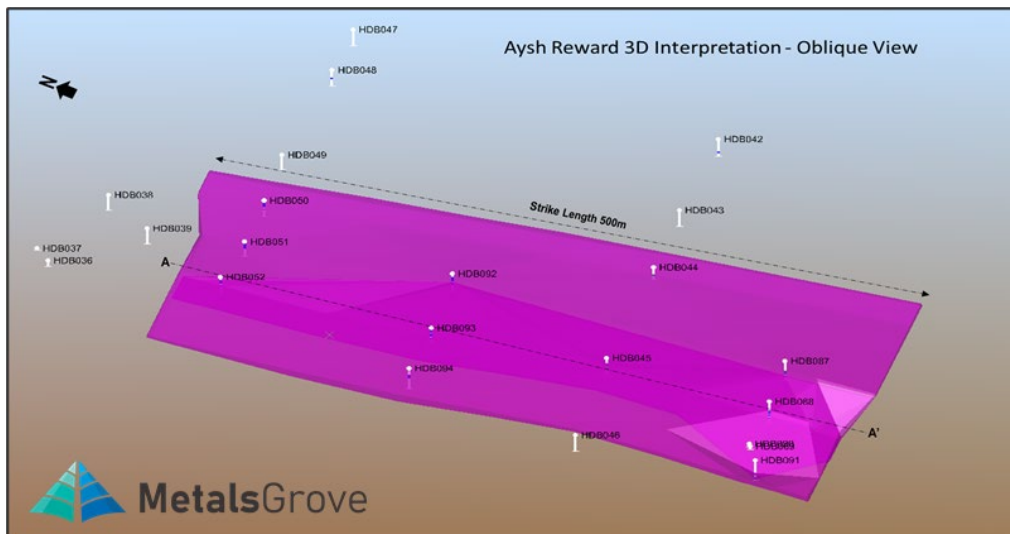 HDB047
Aysh Reward 3D Interpretation - Oblique View
HDB048
N
HDB042
HDB049
HDB038
HDB050
Strike Length 500m
HDB043
HDB039
HDB051
HDB037
HDB036
A
HDB044
HDB052
HDB092
HDB093
HDB045
HDB087
HDB094
HDB068
A'
HDB046
HDB091
MetalsGrove